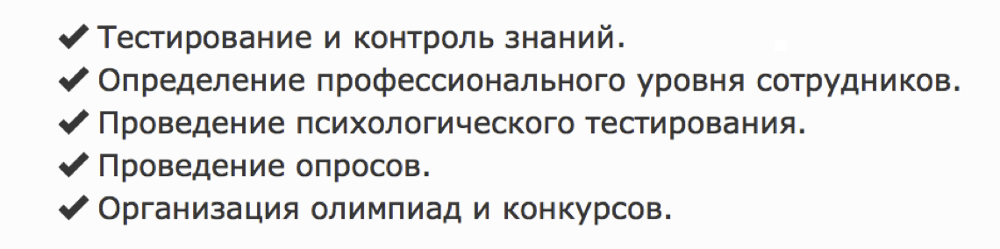 ✔ Тестирование и контроль знаний.
✔ Определение профессионального уровня сотрудников.
✔ Проведение психологического тестирования.
✔ Проведение опросов.
✔ Организация олимпиад и конкурсов.